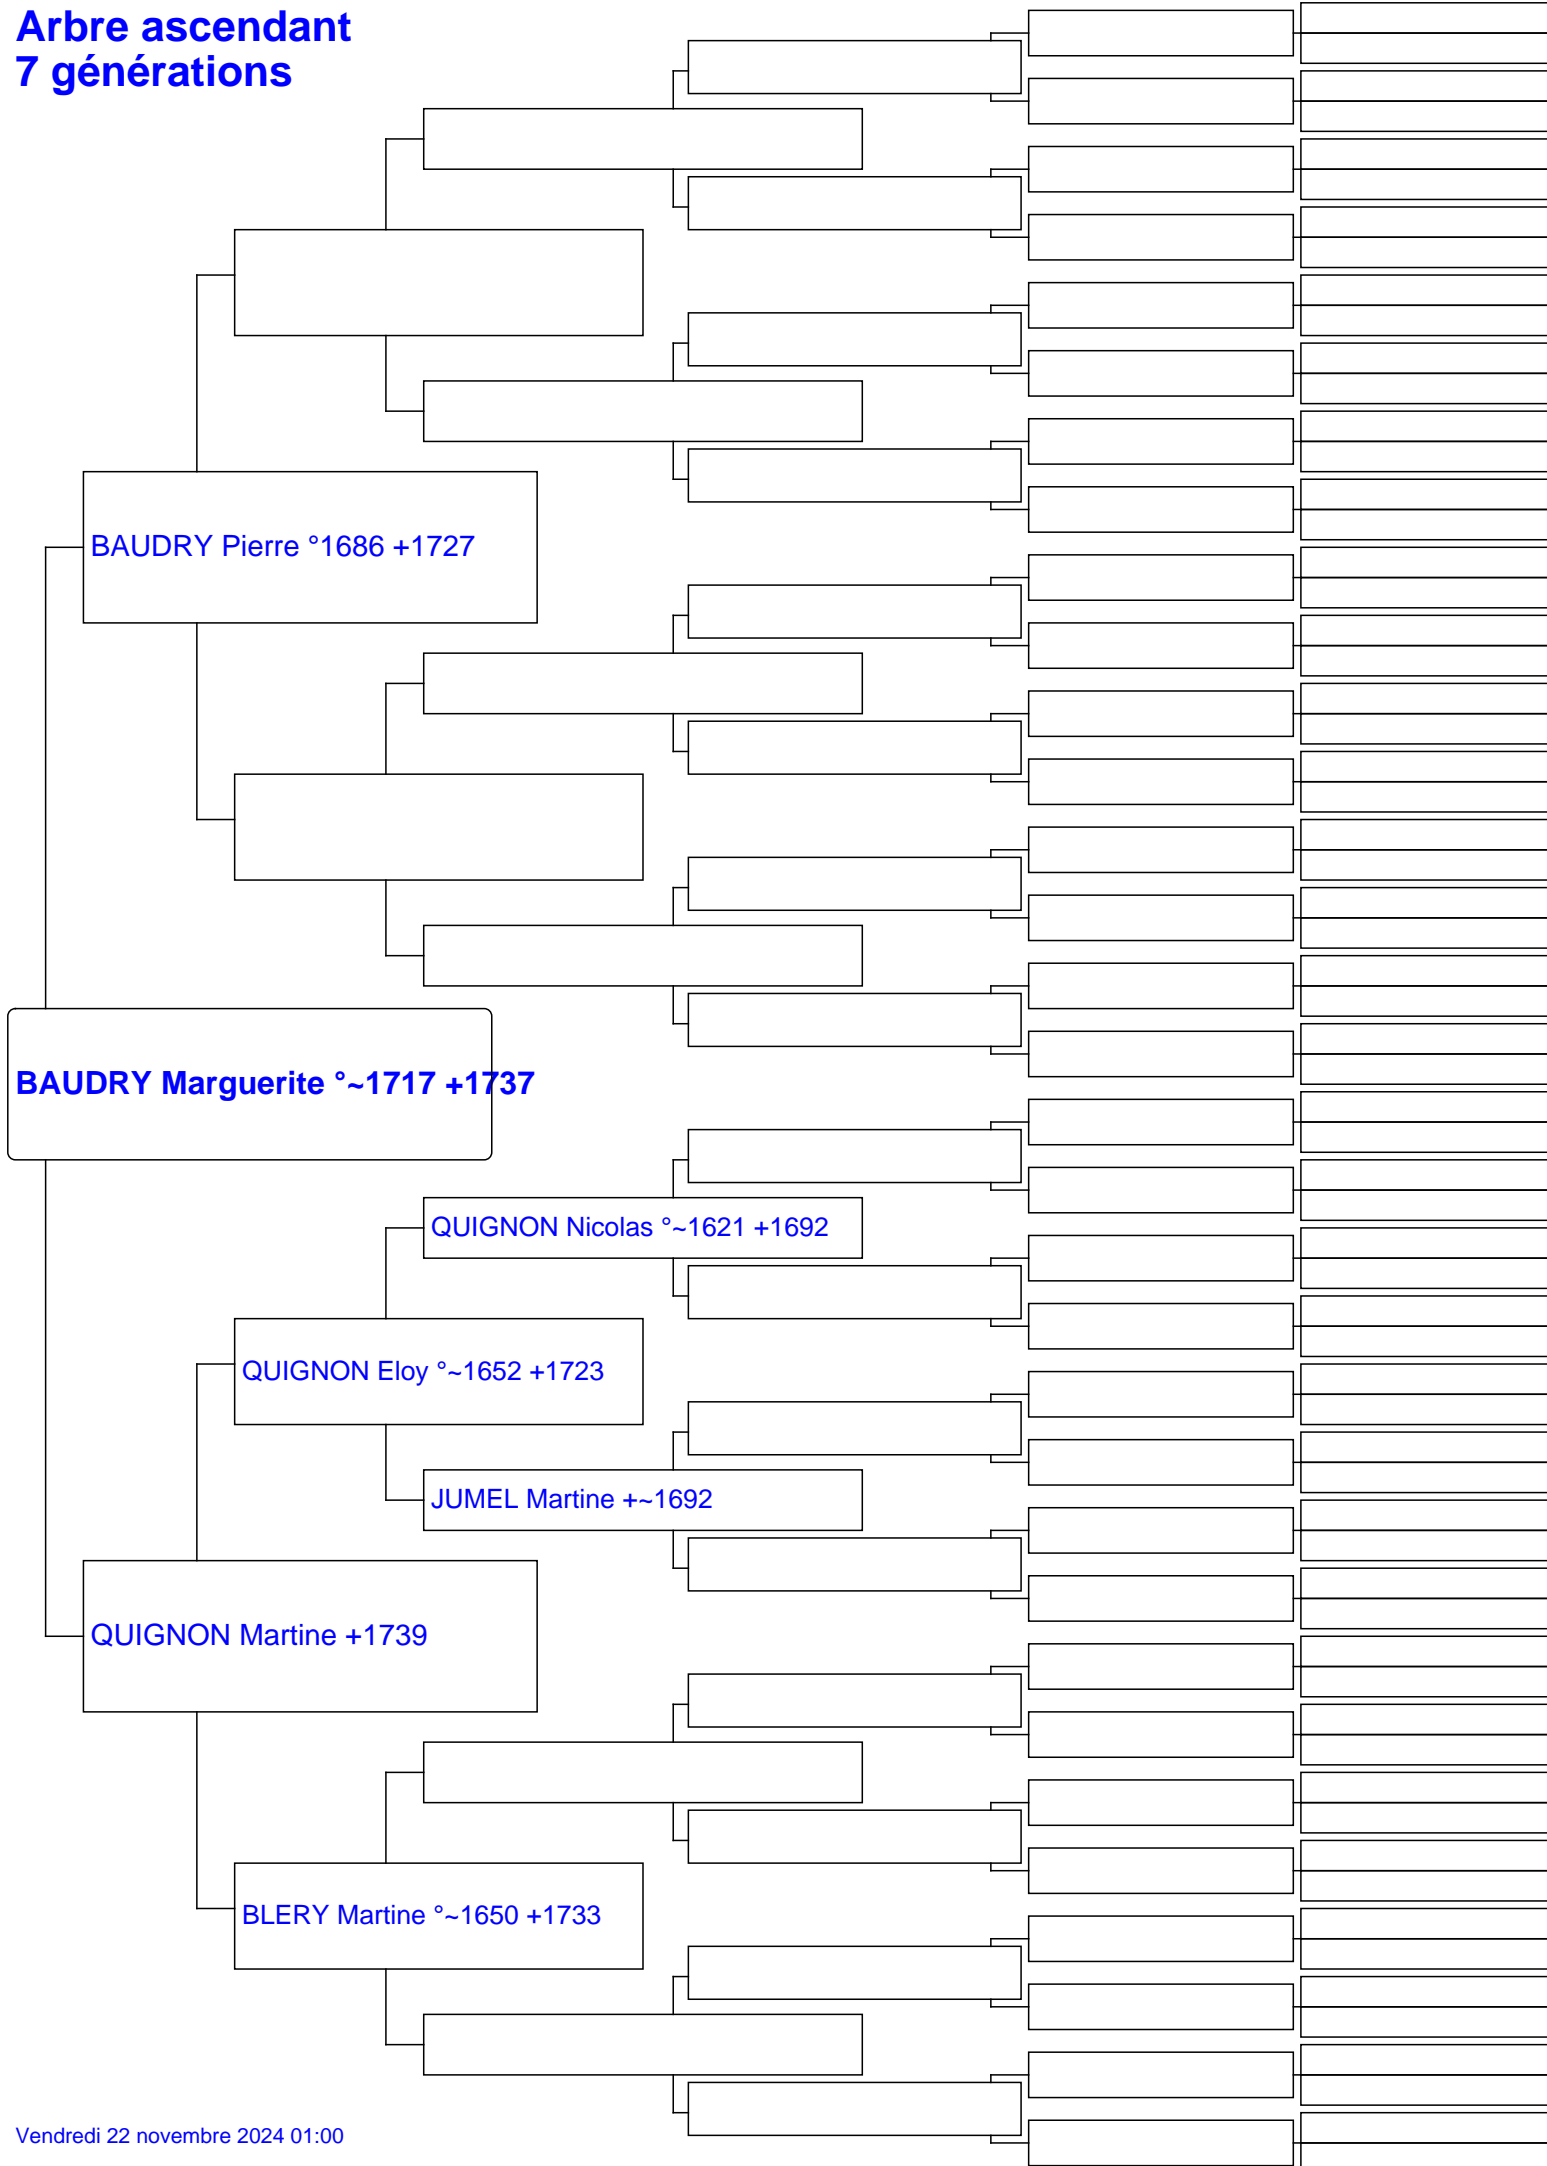 Arbre ascendant
7 générations
BAUDRY Pierre °1686 +1727
BAUDRY Marguerite °~1717 +1737
QUIGNON Nicolas °~1621 +1692
QUIGNON Eloy °~1652 +1723
JUMEL Martine +~1692
QUIGNON Martine +1739
BLERY Martine °~1650 +1733
Vendredi 22 novembre 2024 01:00